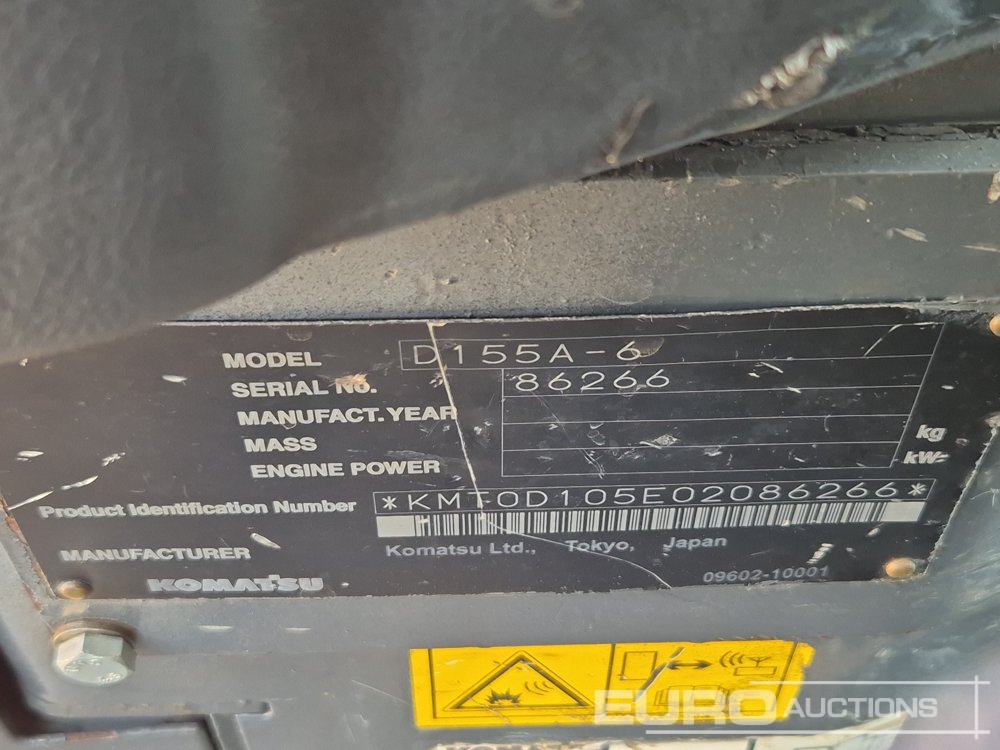 MODEL D155A-6
SERIAL No. 86266
MANUFACT. YEAR
MASS kg
ENGINE POWER kW
Product Identification Number *KMT0D105E02086266*
MANUFACTURER Komatsu Ltd., Tokyo, Japan
KOMATSU 09602-10001
EURO AUCTIONS